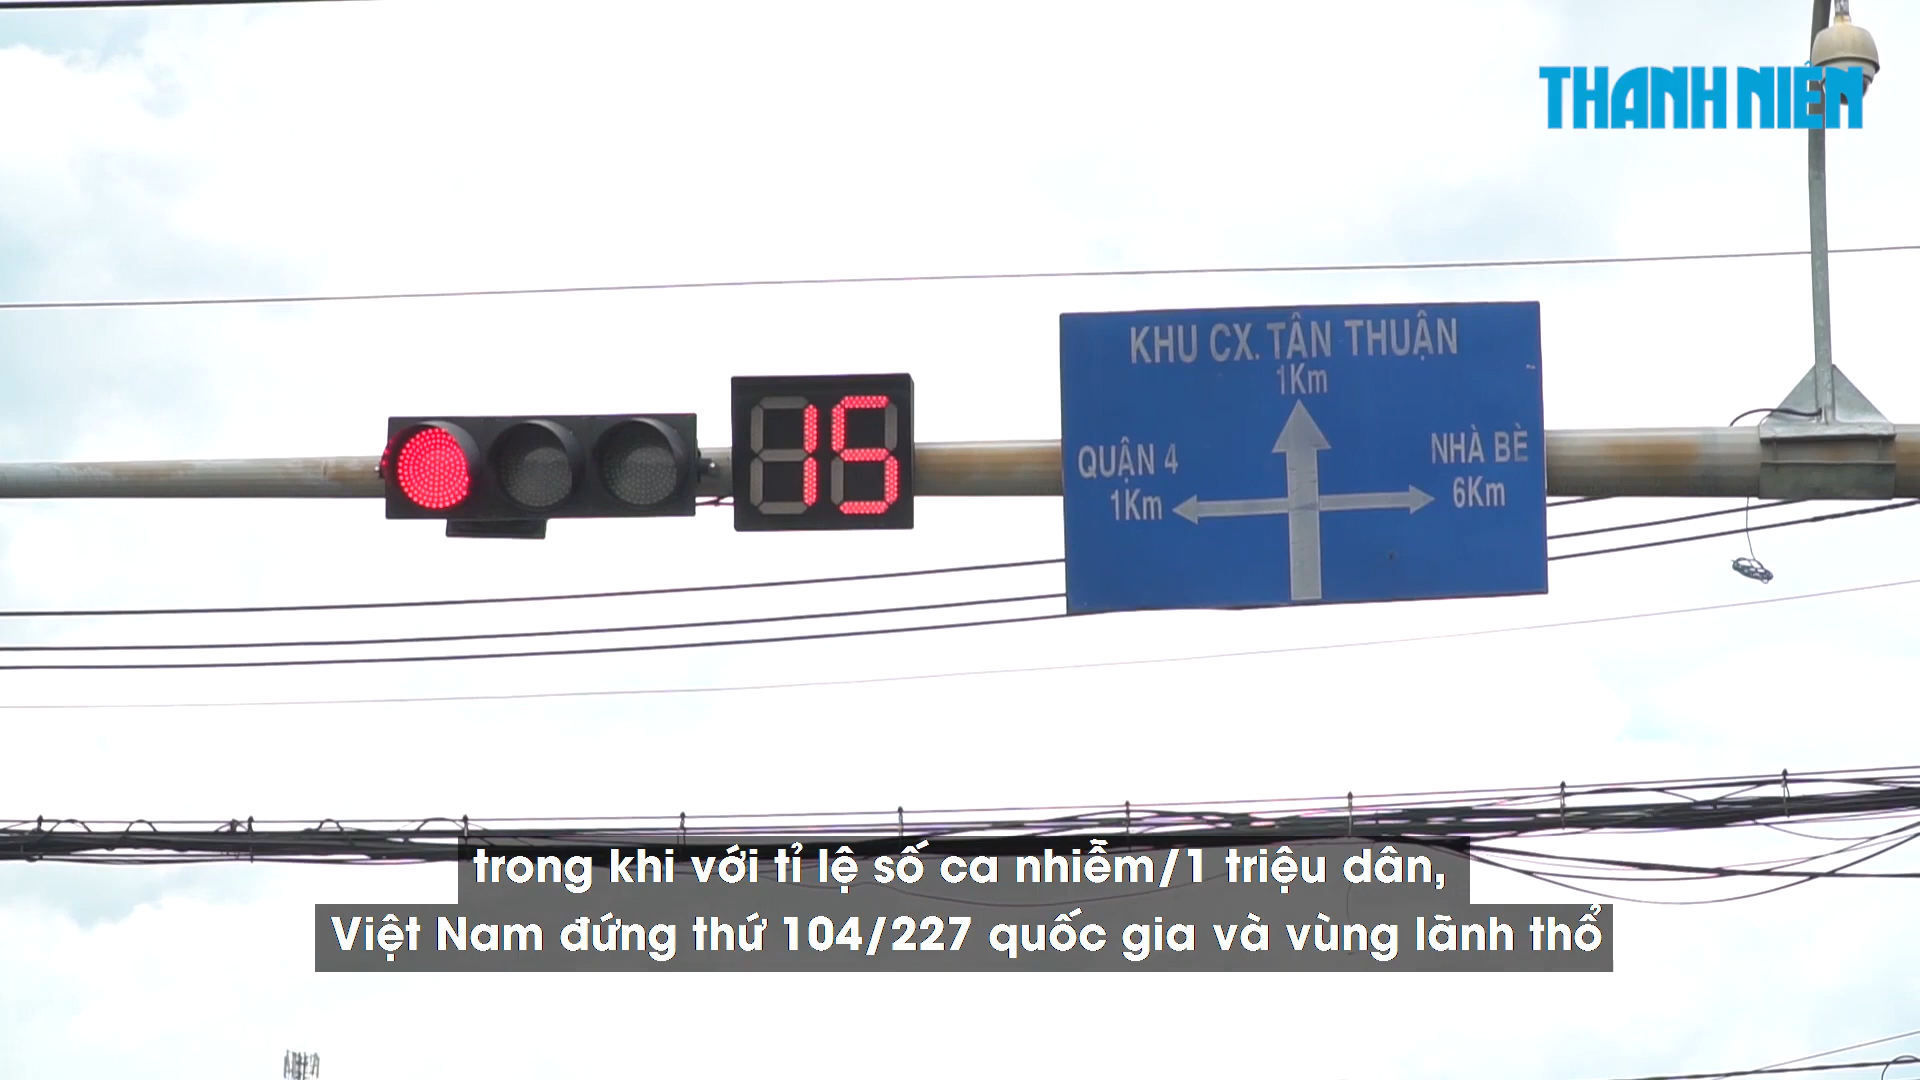 THANH NIÊN
KHU CX. TÂN THUẬN
1Km
QUẬN 4
1Km
NHÀ BÈ
6Km
15
trong khi với tỉ lệ số ca nhiễm/1 triệu dân,
Việt Nam đứng thứ 104/227 quốc gia và vùng lãnh thổ